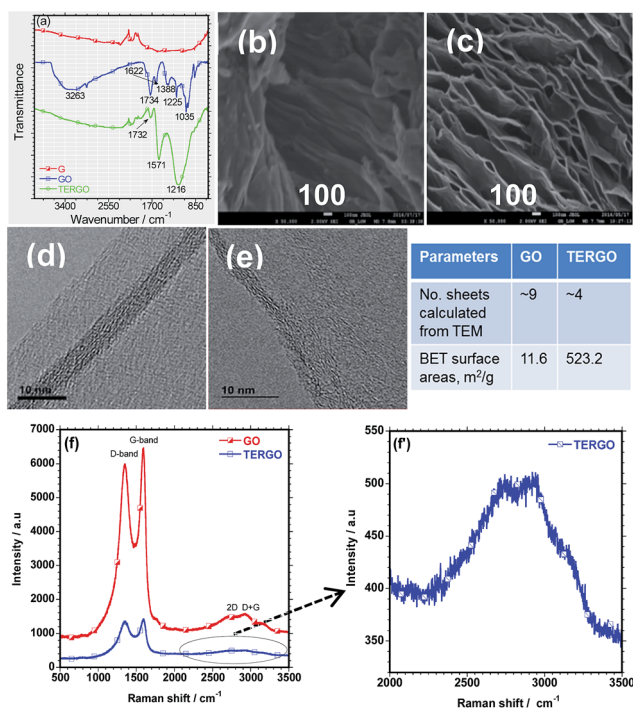 (a)
Transmittance
3263
1622
1734
1388
1225
1035
1732
1571
1216
G
GO
TERGO
3400 2550 1700 850
Wavenumber / cm-1
(b)
100
100nm JEOL
(c)
100
100nm JEOL
(d)
10 nm
(e)
10 nm
Parameters GO TERGO
No. sheets ~9 ~4
calculated
from TEM
BET surface 11.6 523.2
areas, m2/g
(f)
GO
TERGO
G-band
D-band
2D D+G
7000
6000
5000
4000
3000
2000
1000
0
Intensity / a.u
500 1000 1500 2000 2500 3000 3500
Raman shift / cm-1
(f')
TERGO
550
500
450
400
350
Intensity / a.u
2000 2500 3000 3500
Raman shift/ cm-1